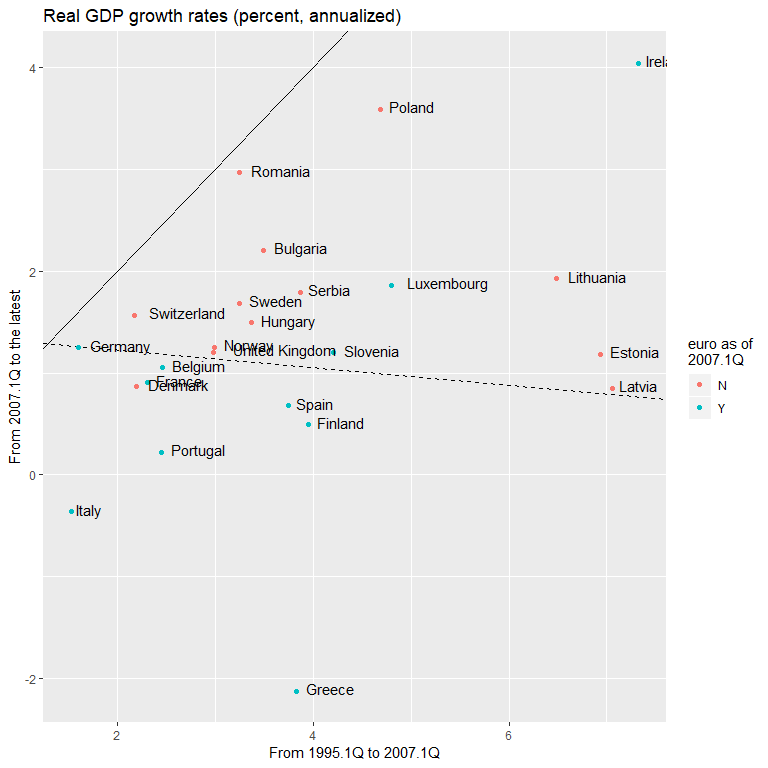 Real GDP growth rates (percent, annualized)
4
2
0
-2
From 2007.1Q to the latest
Irela
Poland
Romania
Bulgaria
Luxembourg
Lithuania
Serbia
Sweden
Switzerland
Hungary
Germany
Norway
United Kingdom
Slovenia
Estonia
Belgium
France
Denmark
Latvia
Spain
Finland
Portugal
Italy
Greece
2
4
6
From 1995.1Q to 2007.1Q
euro as of
2007.1Q
N
Y